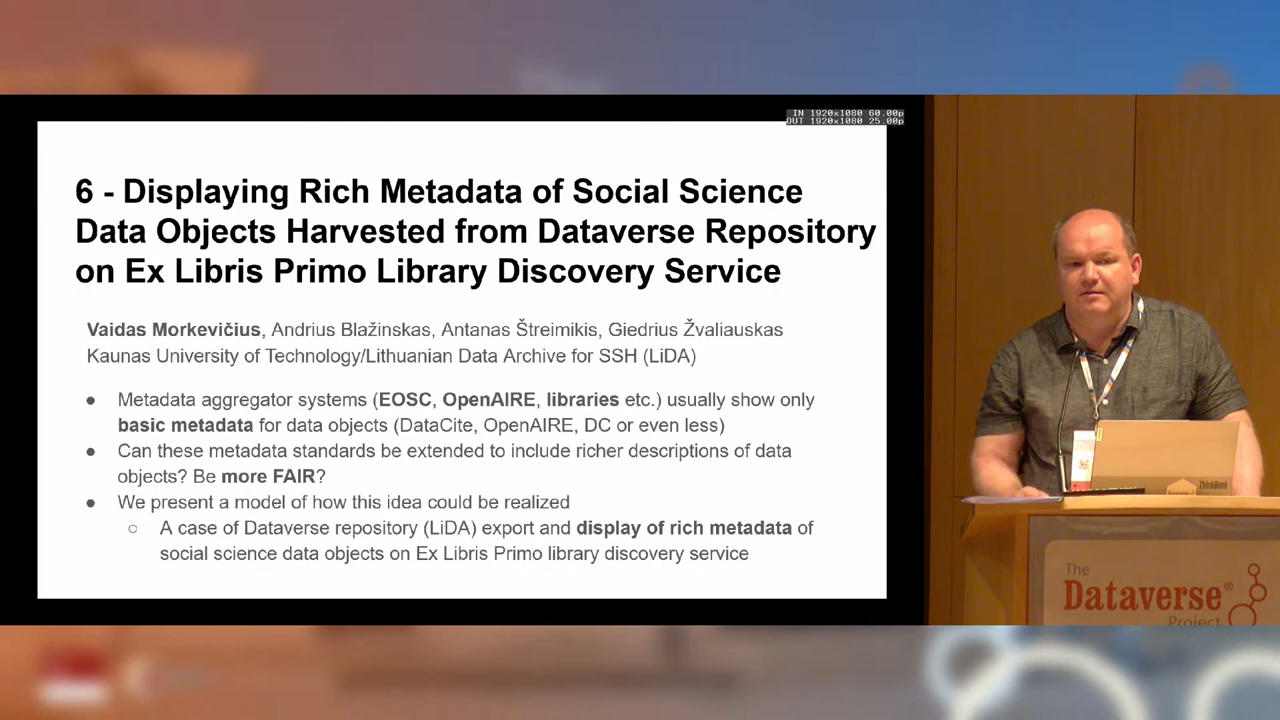 IN 1920x1080 60.00p
OUT 1920x1080 25.00p
6 - Displaying Rich Metadata of Social Science
Data Objects Harvested from Dataverse Repository
on Ex Libris Primo Library Discovery Service
Vaidas Morkevičius, Andrius Blažinskas, Antanas Štreimikis, Giedrius Žvaliauskas
Kaunas University of Technology/Lithuanian Data Archive for SSH (LiDA)
● Metadata aggregator systems (EOSC, OpenAIRE, libraries etc.) usually show only
basic metadata for data objects (DataCite, OpenAIRE, DC or even less)
● Can these metadata standards be extended to include richer descriptions of data
objects? Be more FAIR?
● We present a model of how this idea could be realized
○ A case of Dataverse repository (LiDA) export and display of rich metadata of
social science data objects on Ex Libris Primo library discovery service
ThinkBook
The
Dataverse®
Project